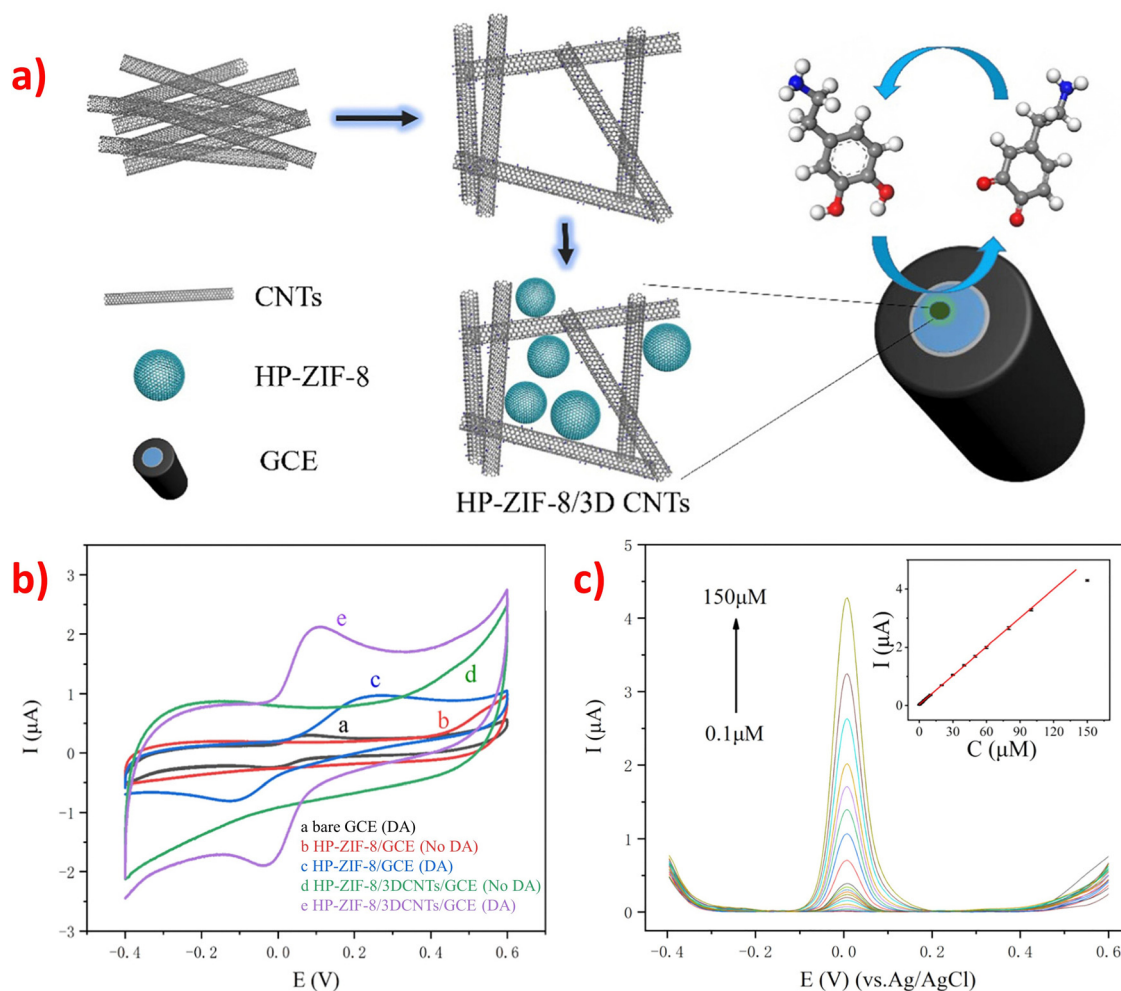 a)
CNTs
HP-ZIF-8
GCE
HP-ZIF-8/3D CNTs
b)
I (μA)
3
2
1
0
-1
-2
-3
-0.4
-0.2
0.0
0.2
0.4
0.6
E (V)
e
d
c
b
a
a bare GCE (DA)
b HP-ZIF-8/GCE (No DA)
c HP-ZIF-8/GCE (DA)
d HP-ZIF-8/3DCNTs/GCE (No DA)
e HP-ZIF-8/3DCNTs/GCE (DA)
c)
I (μA)
5
4
3
2
1
0
-0.4
-0.2
0.0
0.2
0.4
0.6
E (V) (vs.Ag/AgCl)
150μM
0.1μM
I (μA)
4
2
0
0
30
60
90
120
150
C (μM)